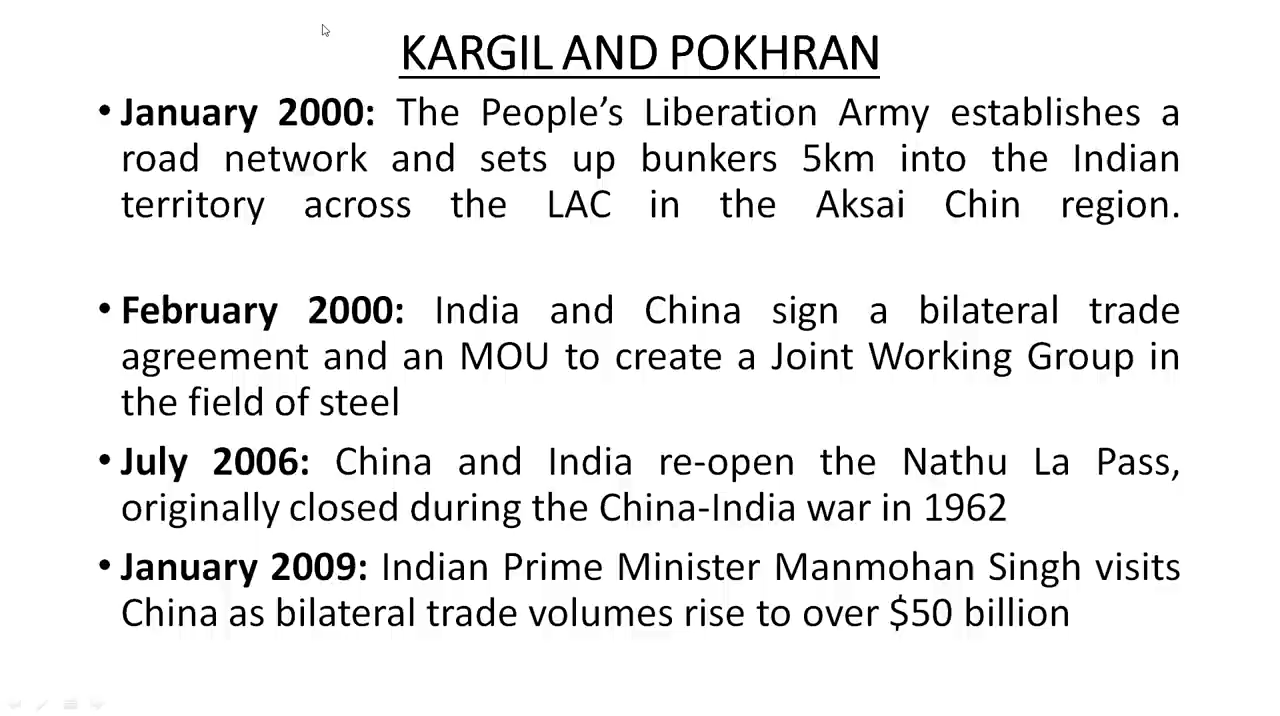 KARGIL AND POKHRAN
• January 2000: The People’s Liberation Army establishes a
road network and sets up bunkers 5km into the Indian
territory across the LAC in the Aksai Chin region.
• February 2000: India and China sign a bilateral trade
agreement and an MOU to create a Joint Working Group in
the field of steel
• July 2006: China and India re-open the Nathu La Pass,
originally closed during the China-India war in 1962
• January 2009: Indian Prime Minister Manmohan Singh visits
China as bilateral trade volumes rise to over $50 billion